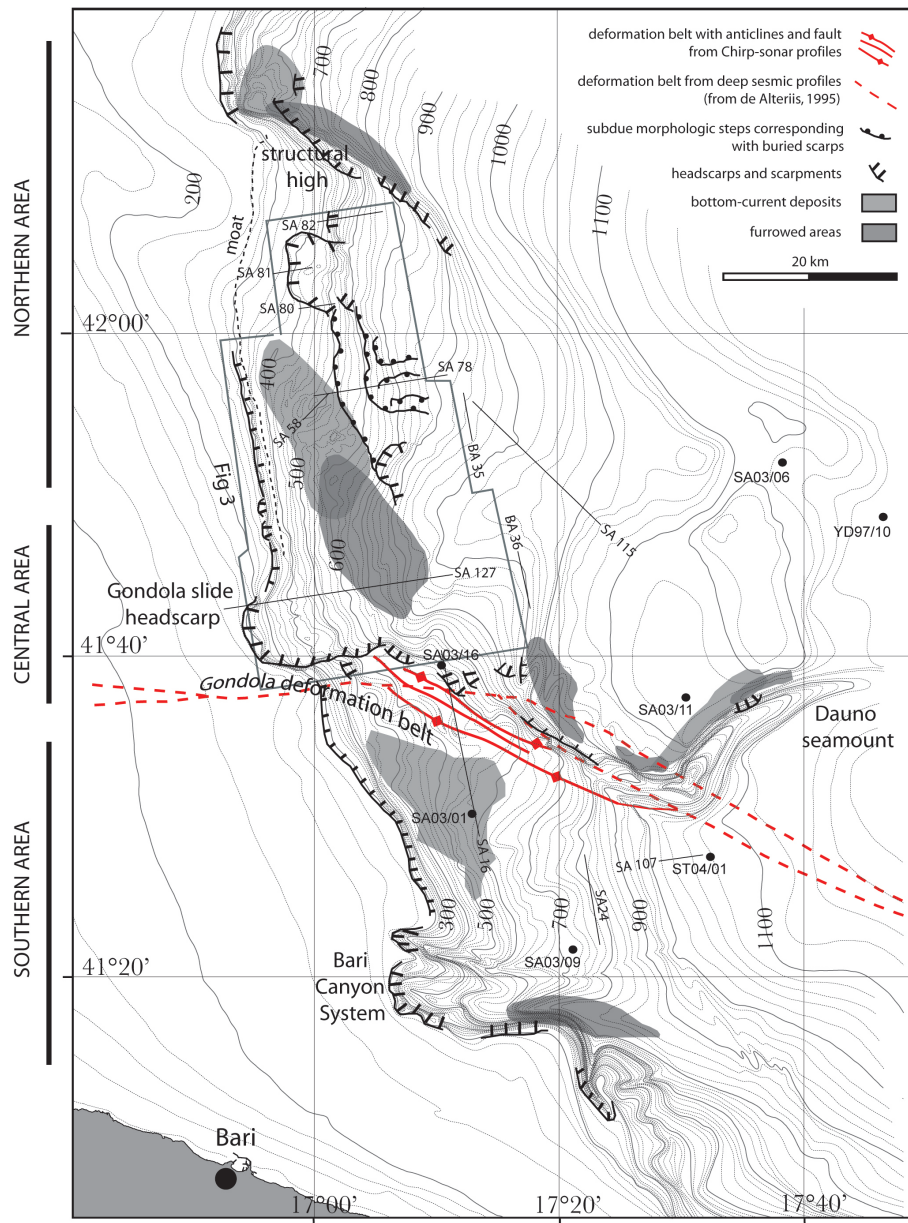 deformation belt with anticlines and fault
from Chirp-sonar profiles
deformation belt from deep sesmic profiles
(from de Alteriis, 1995)
subdue morphologic steps corresponding
with buried scarps
headscarps and scarpments
bottom-current deposits
furrowed areas
20 km
NORTHERN AREA
CENTRAL AREA
SOUTHERN AREA
700
800
900
1000
1100
200
structural
high
moat
SA 82
SA 81
SA 80
42°00'
400
SA 78
SA 58
BA 35
500
Fig 3
SA03/06
BA 36
SA 115
YD97/10
600
SA 127
Gondola slide
headscarp
41°40'
SA03/16
Gondola deformation belt
SA03/11
Dauno
seamount
SA03/01
SA 16
SA 107
ST04/01
SA24
300
500
700
900
1100
SA03/09
41°20'
Bari
Canyon
System
Bari
17°00'
17°20'
17°40'